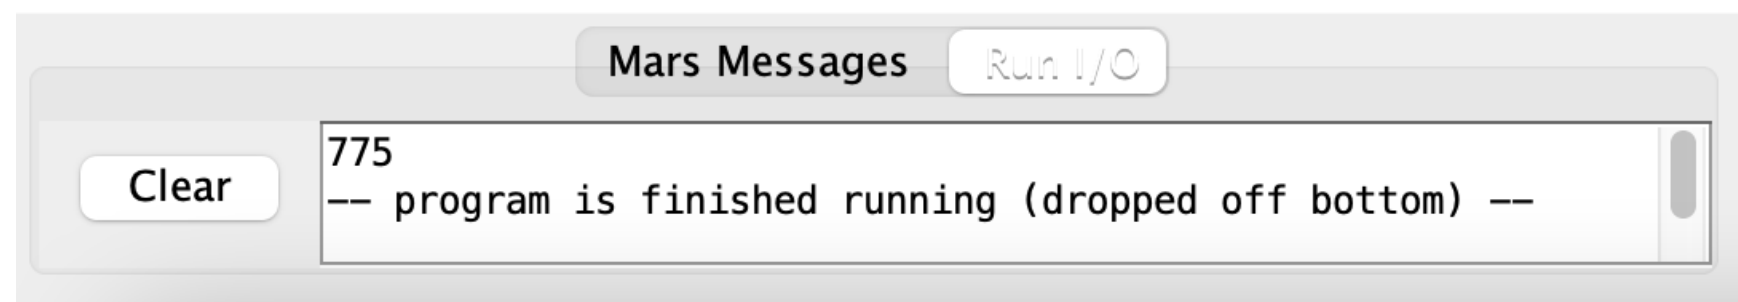 Mars Messages Run I/O
775
Clear
-- program is finished running (dropped off bottom) --